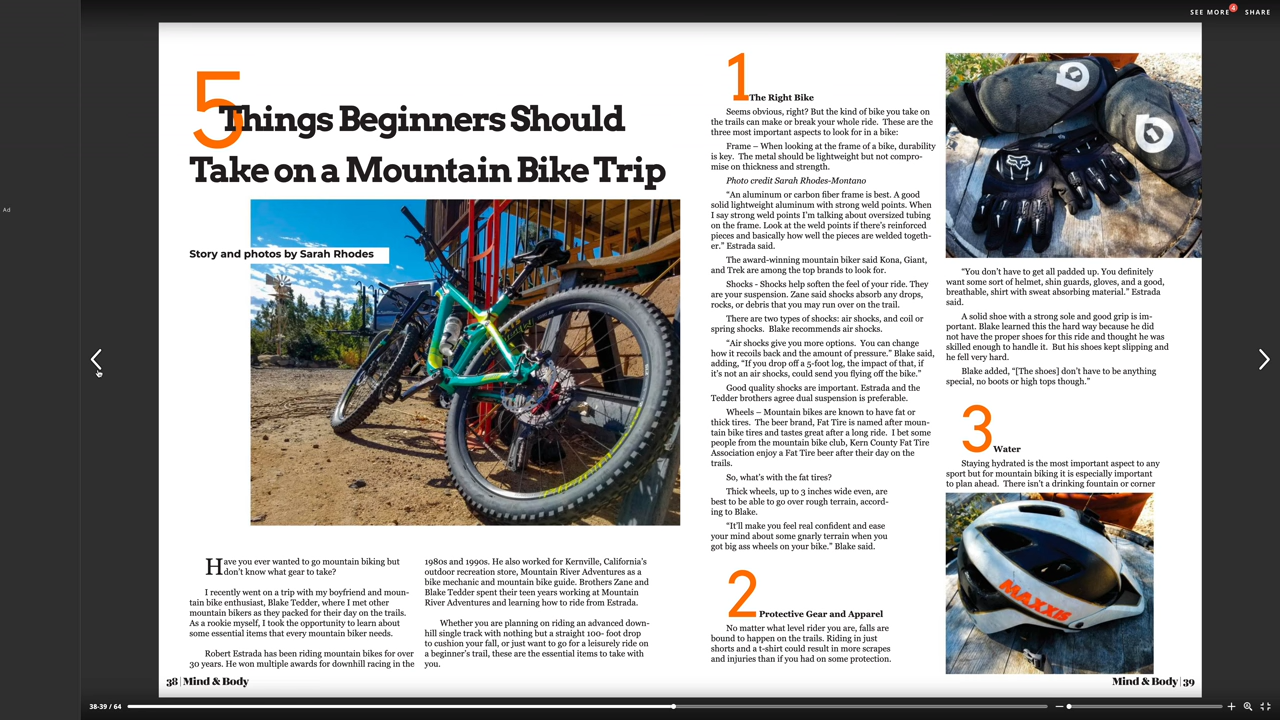 SEE MORE
4
SHARE
Ad
5
Things Beginners Should
Take on a Mountain Bike Trip
Story and photos by Sarah Rhodes
Have you ever wanted to go mountain biking but
don't know what gear to take?
I recently went on a trip with my boyfriend and moun-
tain bike enthusiast, Blake Tedder, where I met other
mountain bikers as they packed for their day on the trails.
As a rookie myself, I took the opportunity to learn about
some essential items that every mountain biker needs.
Robert Estrada has been riding mountain bikes for over
30 years. He won multiple awards for downhill racing in the
1980s and 1990s. He also worked for Kernville, California's
outdoor recreation store, Mountain River Adventures as a
bike mechanic and mountain bike guide. Brothers Zane and
Blake Tedder spent their teen years working at Mountain
River Adventures and learning how to ride from Estrada.
Whether you are planning on riding an advanced down-
hill single track with nothing but a straight 100- foot drop
to cushion your fall, or just want to go for a leisurely ride on
a beginner's trail, these are the essential items to take with
you.
38 | Mind & Body
1
The Right Bike
Seems obvious, right? But the kind of bike you take on
the trails can make or break your whole ride.  These are the
three most important aspects to look for in a bike:
Frame – When looking at the frame of a bike, durability
is key.  The metal should be lightweight but not compro-
mise on thickness and strength.
Photo credit Sarah Rhodes-Montano
"An aluminum or carbon fiber frame is best. A good
solid lightweight aluminum with strong weld points. When
I say strong weld points I'm talking about oversized tubing
on the frame. Look at the weld points if there's reinforced
pieces and basically how well the pieces are welded togeth-
er." Estrada said.
The award-winning mountain biker said Kona, Giant,
and Trek are among the top brands to look for.
Shocks - Shocks help soften the feel of your ride. They
are your suspension. Zane said shocks absorb any drops,
rocks, or debris that you may run over on the trail.
There are two types of shocks: air shocks, and coil or
spring shocks.  Blake recommends air shocks.
"Air shocks give you more options.  You can change
how it recoils back and the amount of pressure." Blake said,
adding, "If you drop off a 5-foot log, the impact of that, if
it's not an air shocks, could send you flying off the bike."
Good quality shocks are important. Estrada and the
Tedder brothers agree dual suspension is preferable.
Wheels – Mountain bikes are known to have fat or
thick tires.  The beer brand, Fat Tire is named after moun-
tain bike tires and tastes great after a long ride.  I bet some
people from the mountain bike club, Kern County Fat Tire
Association enjoy a Fat Tire beer after their day on the
trails.
So, what's with the fat tires?
Thick wheels, up to 3 inches wide even, are
best to be able to go over rough terrain, accord-
ing to Blake.
"It'll make you feel real confident and ease
your mind about some gnarly terrain when you
got big ass wheels on your bike." Blake said.
2
Protective Gear and Apparel
No matter what level rider you are, falls are
bound to happen on the trails. Riding in just
shorts and a t-shirt could result in more scrapes
and injuries than if you had on some protection.
"You don't have to get all padded up. You definitely
want some sort of helmet, shin guards, gloves, and a good,
breathable, shirt with sweat absorbing material." Estrada
said.
A solid shoe with a strong sole and good grip is im-
portant. Blake learned this the hard way because he did
not have the proper shoes for this ride and thought he was
skilled enough to handle it.  But his shoes kept slipping and
he fell very hard.
Blake added, "[The shoes] don't have to be anything
special, no boots or high tops though."
3
Water
Staying hydrated is the most important aspect to any
sport but for mountain biking it is especially important
to plan ahead.  There isn't a drinking fountain or corner
MAXXIS
Mind & Body | 39
38-39 / 64